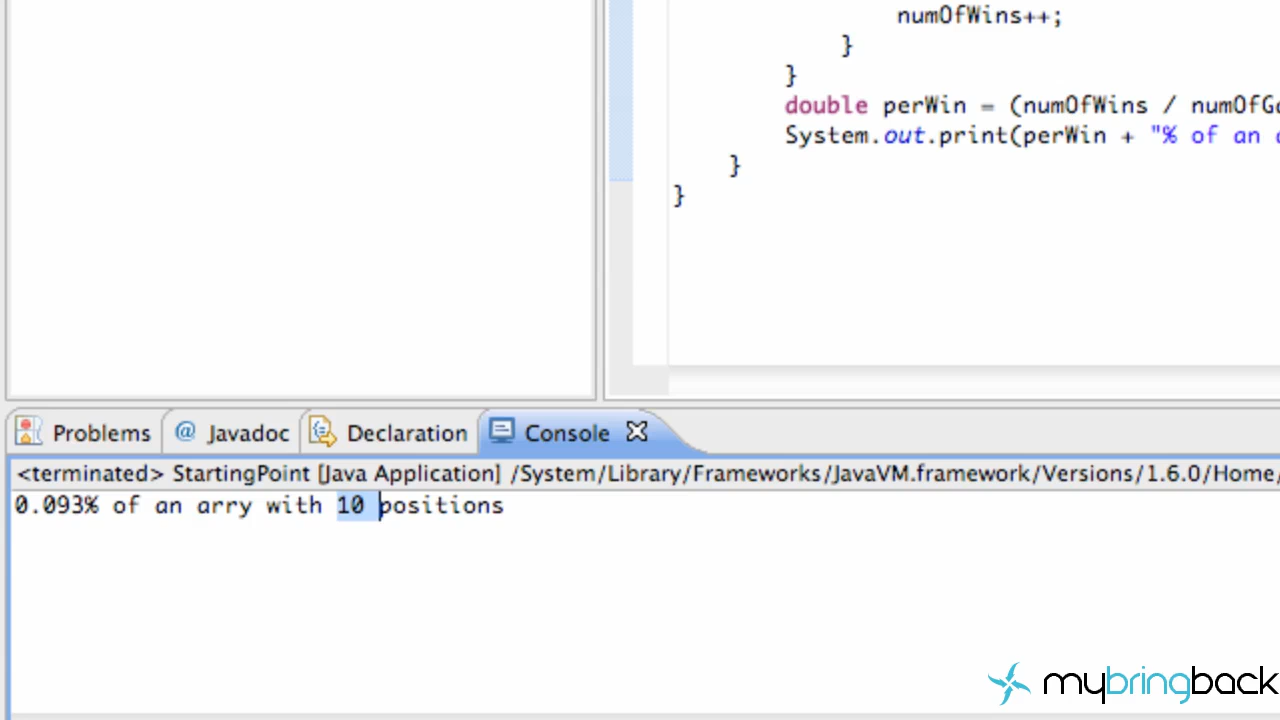 numOfWins++;
}
}
double perWin = (numOfWins / numOfGa
System.out.print(perWin + "% of an a
}
}
Problems @ Javadoc Declaration Console
<terminated> StartingPoint [Java Application] /System/Library/Frameworks/JavaVM.framework/Versions/1.6.0/Home/
0.093% of an arry with 10 positions
mybringback